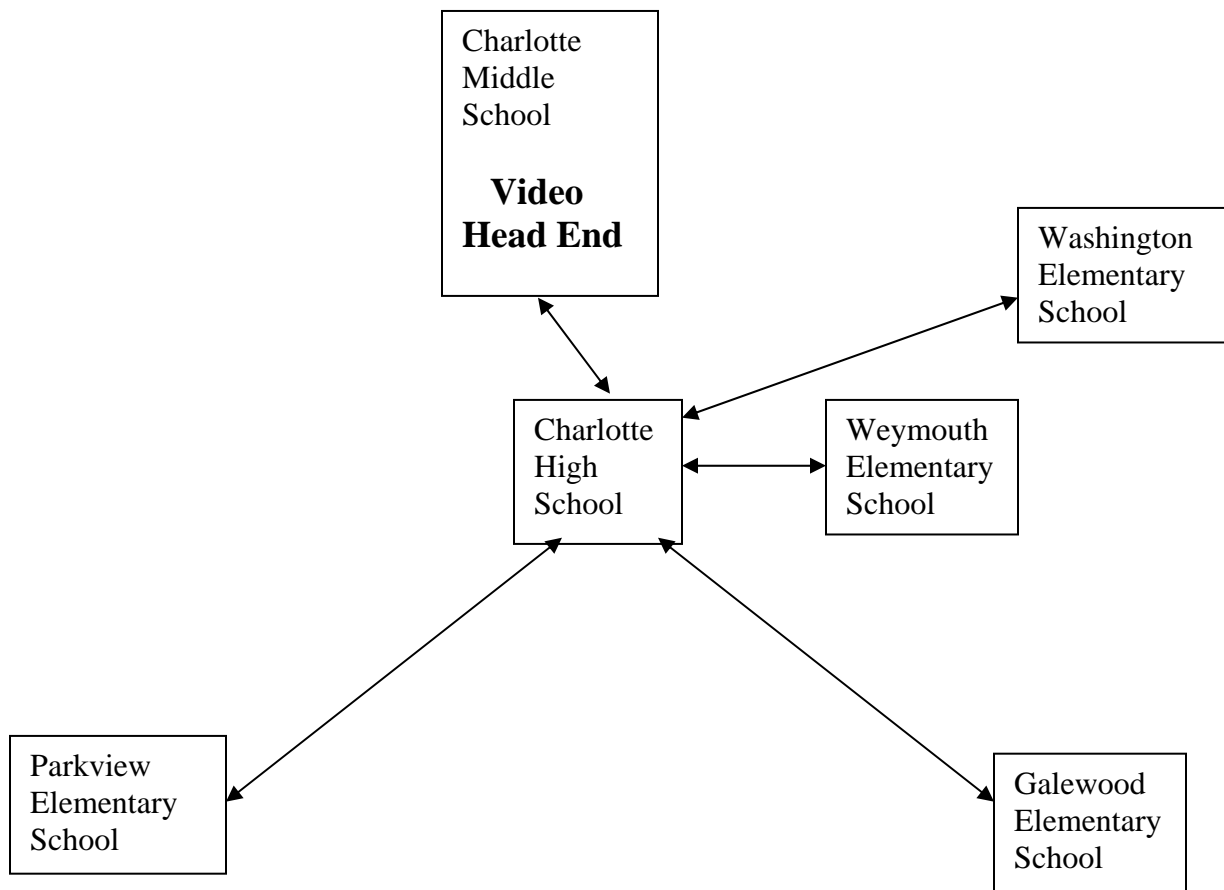 Charlotte
Middle
School
Video
Head End
Washington
Elementary
School
Charlotte
High
School
Weymouth
Elementary
School
Parkview
Elementary
School
Galewood
Elementary
School